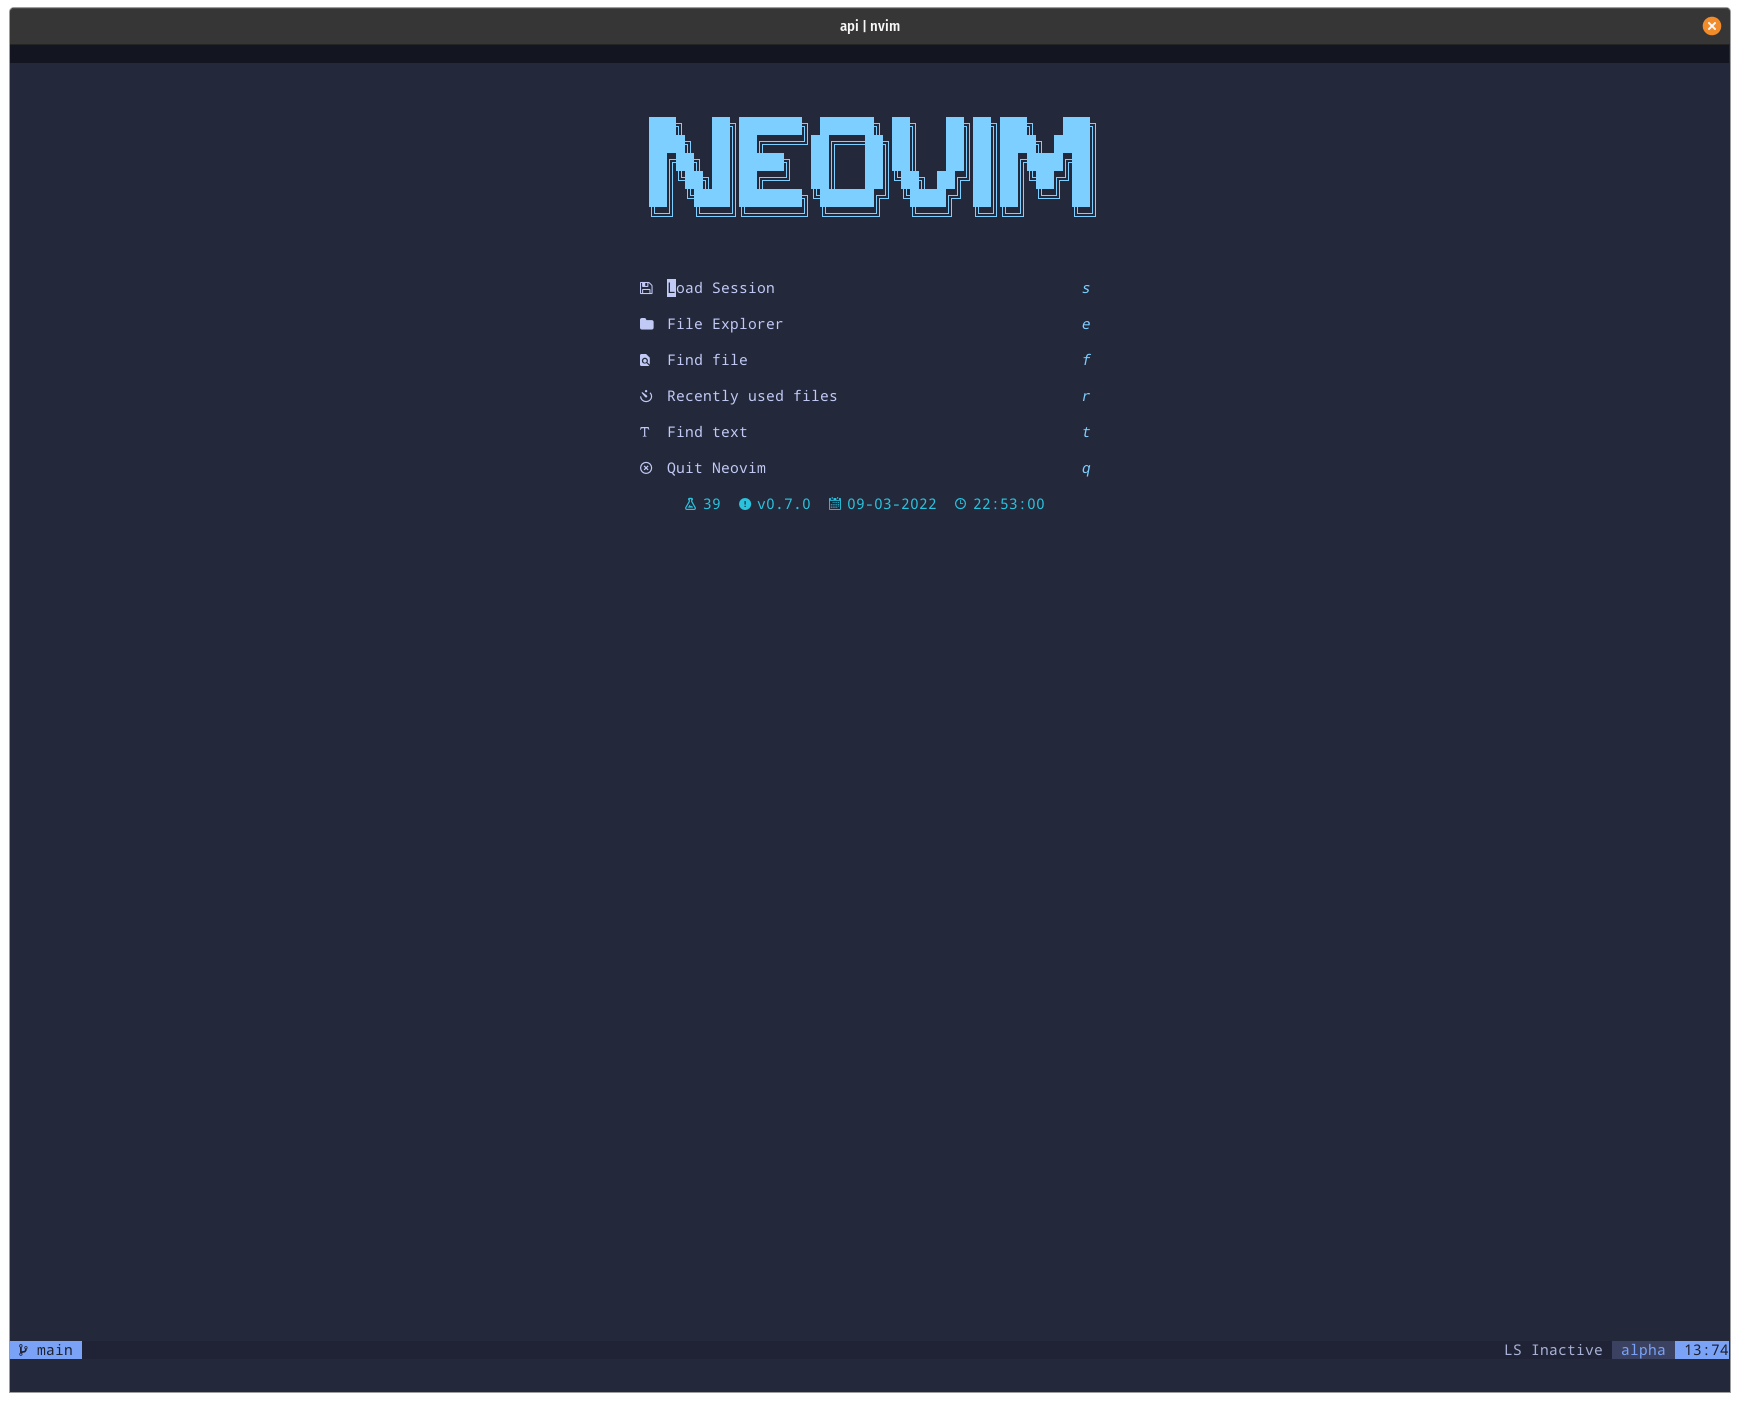 api | nvim
NEOVIM
Load Session s
File Explorer e
Find file f
Recently used files r
Find text t
Quit Neovim q
39 v0.7.0 09-03-2022 22:53:00
main LS Inactive alpha 13:74